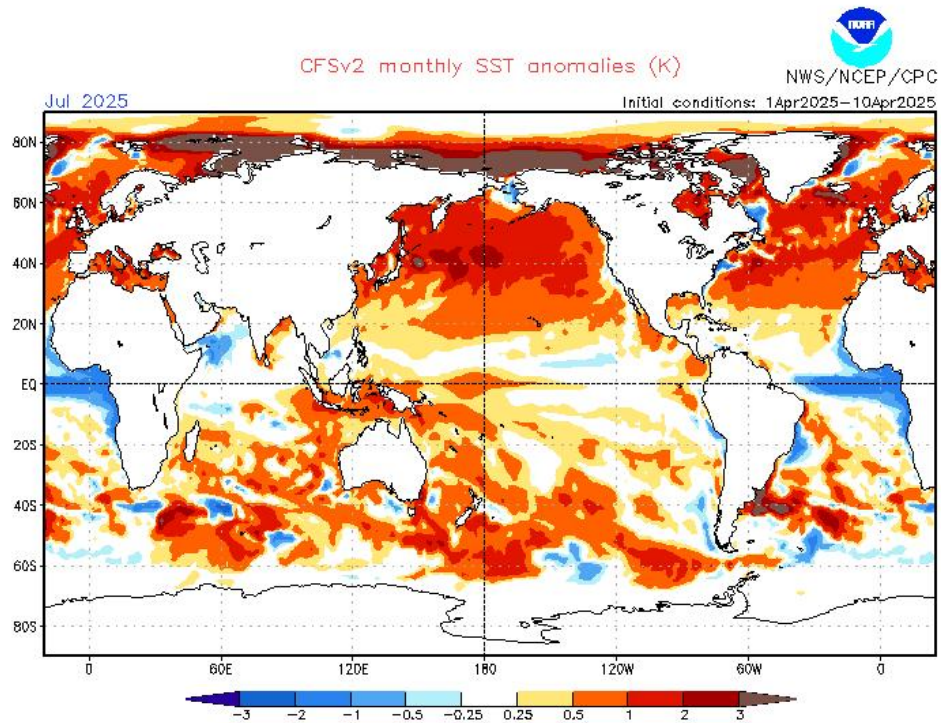 NOAA
CFSv2 monthly SST anomalies (K)
NWS/NCEP/CPC
Jul 2025
Initial conditions: 1Apr2025-10Apr2025
80N
60N
40N
20N
EQ
20S
40S
60S
80S
0 60E 120E 180 120W 60W 0
-3 -2 -1 -0.5 -0.25 0.25 0.5 1 2 3